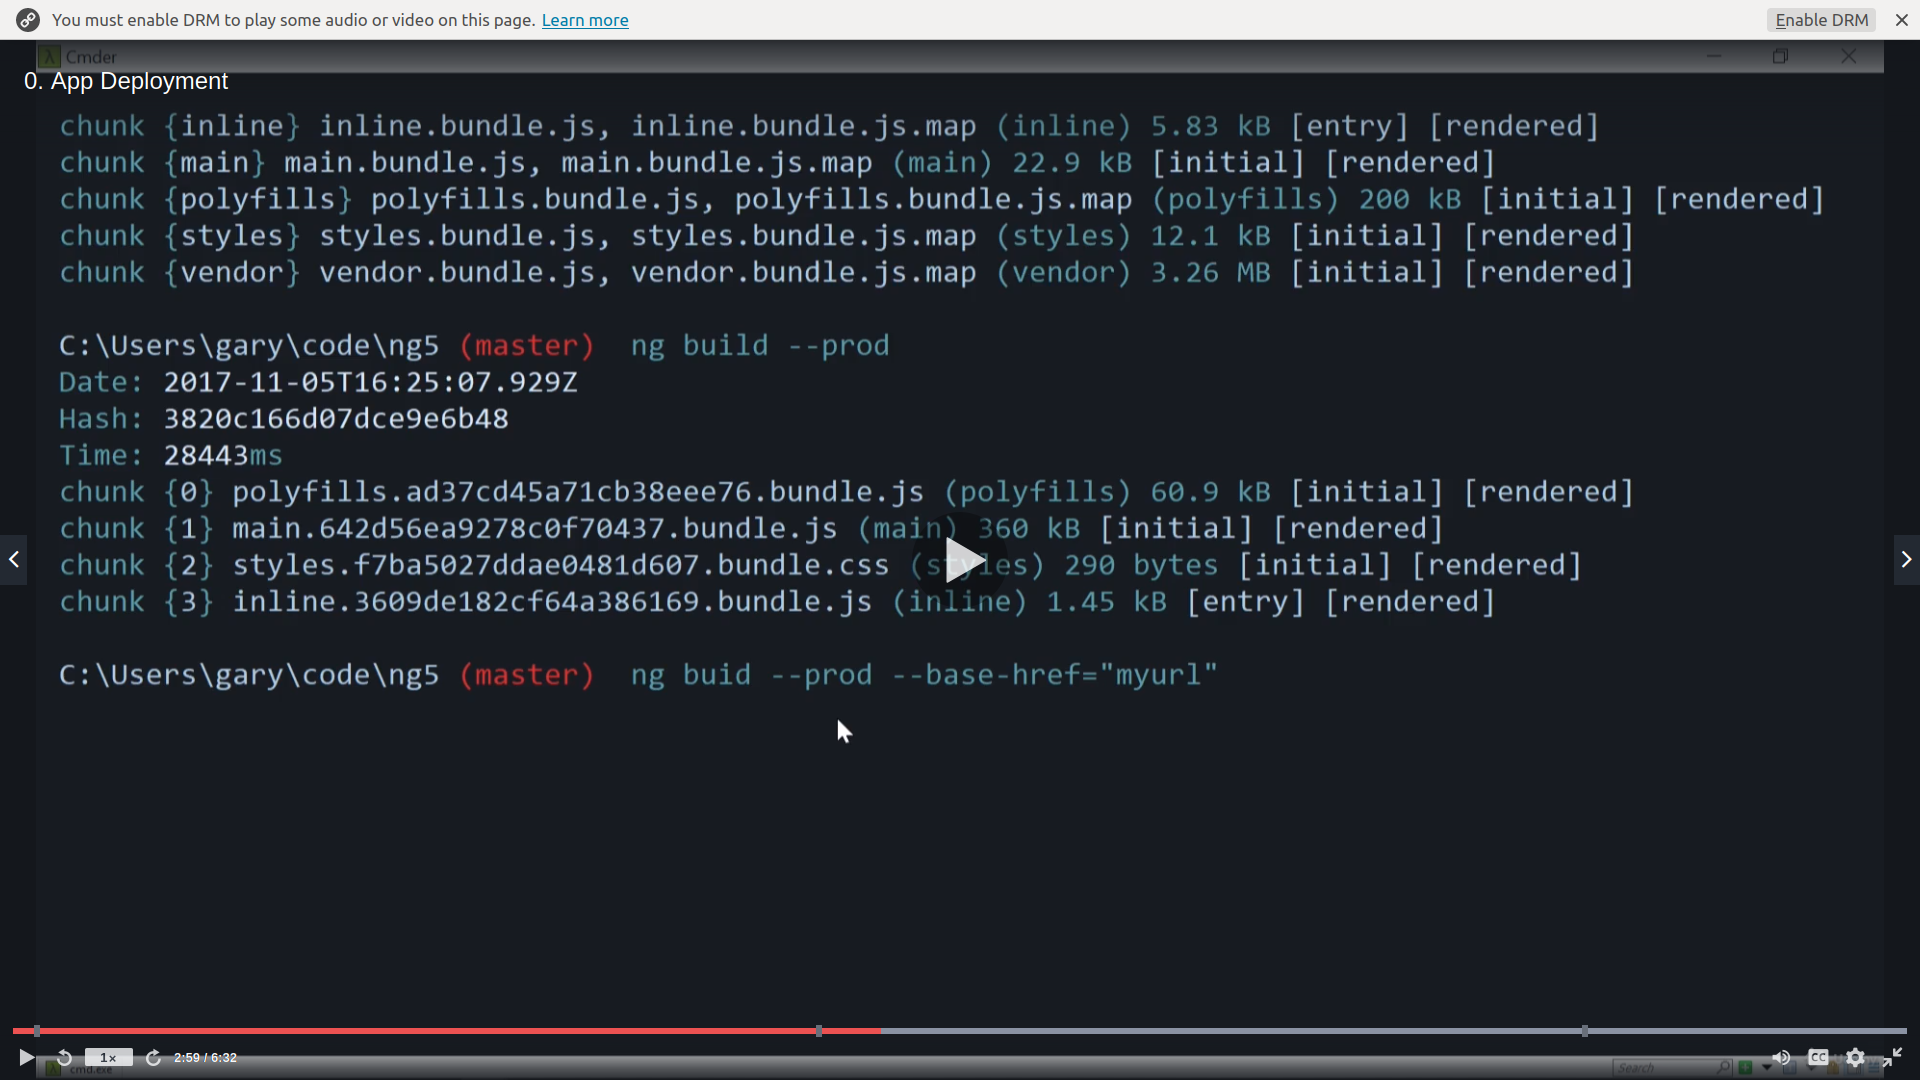 You must enable DRM to play some audio or video on this page. Learn more
Enable DRM
Cmder
0. App Deployment
chunk {inline} inline.bundle.js, inline.bundle.js.map (inline) 5.83 kB [entry] [rendered]
chunk {main} main.bundle.js, main.bundle.js.map (main) 22.9 kB [initial] [rendered]
chunk {polyfills} polyfills.bundle.js, polyfills.bundle.js.map (polyfills) 200 kB [initial] [rendered]
chunk {styles} styles.bundle.js, styles.bundle.js.map (styles) 12.1 kB [initial] [rendered]
chunk {vendor} vendor.bundle.js, vendor.bundle.js.map (vendor) 3.26 MB [initial] [rendered]
C:\Users\gary\code\ng5 (master) ng build --prod
Date: 2017-11-05T16:25:07.929Z
Hash: 3820c166d07dce9e6b48
Time: 28443ms
chunk {0} polyfills.ad37cd45a71cb38eee76.bundle.js (polyfills) 60.9 kB [initial] [rendered]
chunk {1} main.642d56ea9278c0f70437.bundle.js (main) 360 kB [initial] [rendered]
chunk {2} styles.f7ba5027ddae0481d607.bundle.css (styles) 290 bytes [initial] [rendered]
chunk {3} inline.3609de182cf64a386169.bundle.js (inline) 1.45 kB [entry] [rendered]
C:\Users\gary\code\ng5 (master) ng buid --prod --base-href="myurl"
1×
2:59 / 6:32
CC
cmd.exe
Search